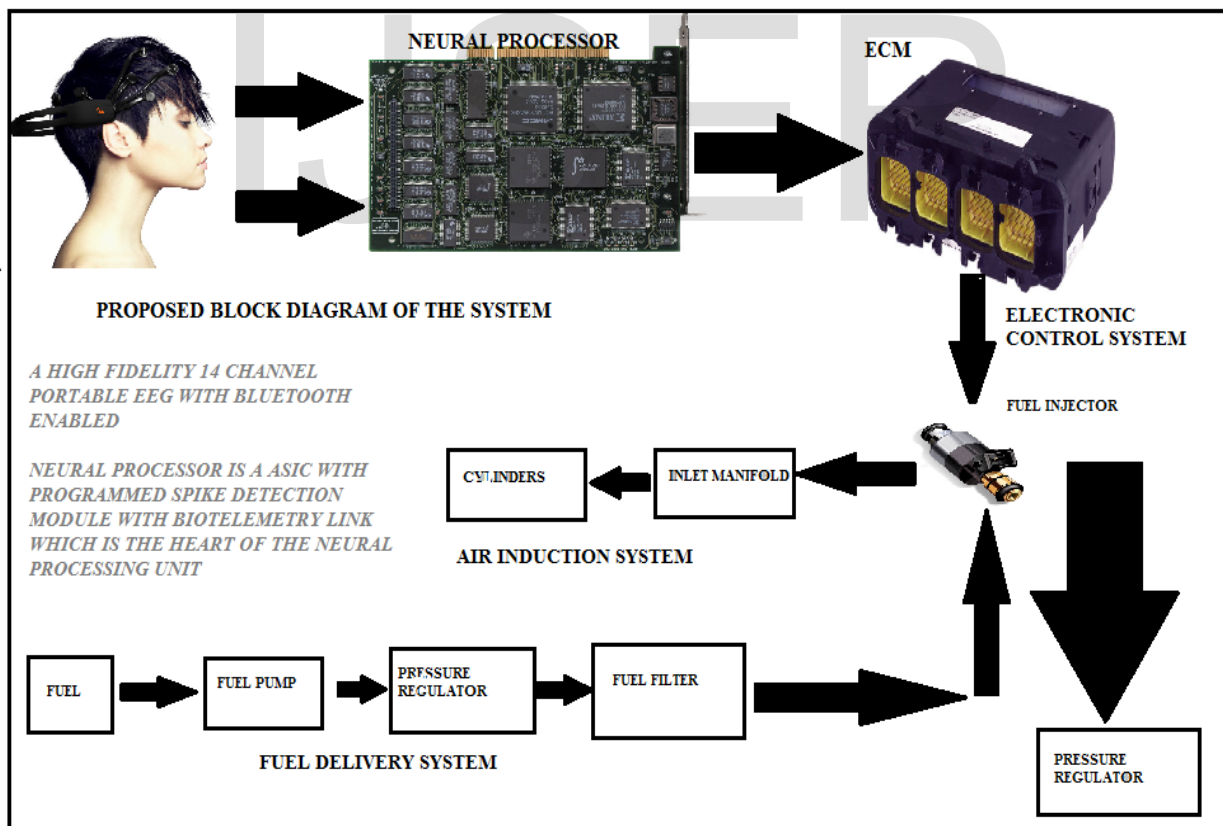 IJSER
NEURAL PROCESSOR
ECM
PROPOSED BLOCK DIAGRAM OF THE SYSTEM
ELECTRONIC
CONTROL SYSTEM
A HIGH FIDELITY 14 CHANNEL
PORTABLE EEG WITH BLUETOOTH
ENABLED
NEURAL PROCESSOR IS A ASIC WITH
PROGRAMMED SPIKE DETECTION
MODULE WITH BIOTELEMETRY LINK
WHICH IS THE HEART OF THE NEURAL
PROCESSING UNIT
FUEL INJECTOR
CYLINDERS
INLET MANIFOLD
AIR INDUCTION SYSTEM
FUEL
FUEL PUMP
PRESSURE
REGULATOR
FUEL FILTER
FUEL DELIVERY SYSTEM
PRESSURE
REGULATOR